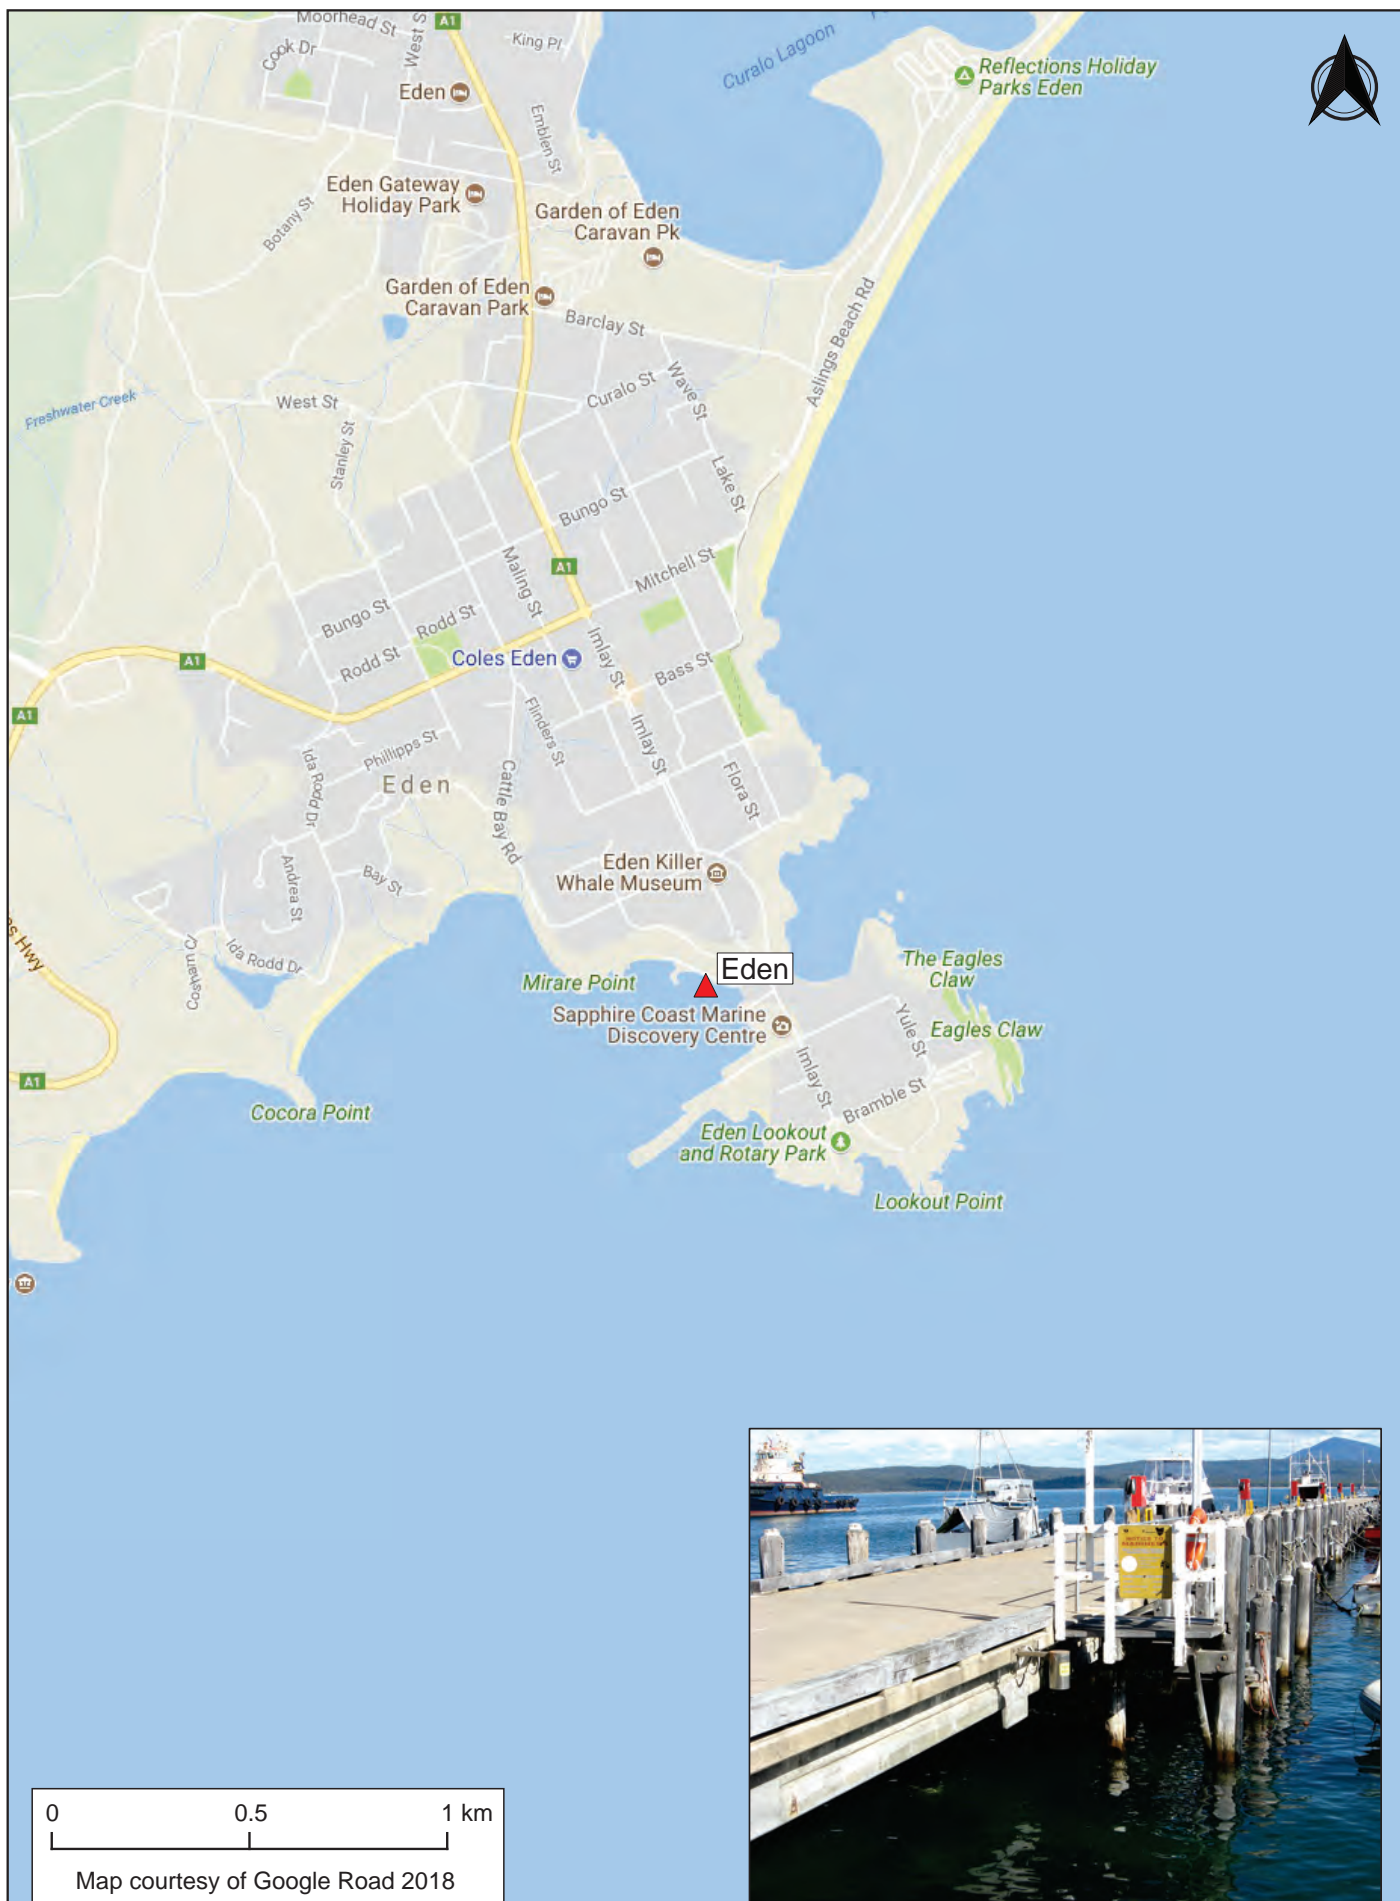 Moorhead St
West S
A1
King Pl
Curalo Lagoon
Cook Dr
Reflections Holiday
Parks Eden
Eden
Emblen St
Eden Gateway
Holiday Park
Botany St
Garden of Eden
Caravan Pk
Garden of Eden
Caravan Park
Barclay St
Aslings Beach Rd
Wave St
Curalo St
Freshwater Creek
West St
Stanley St
Lake St
Bungo St
Maling St
A1
Mitchell St
Bungo St
Rodd St
Rodd St
Coles Eden
Imlay St
Bass St
A1
A1
Flinders St
Imlay St
Phillipps St
Ida Rodd Dr
Eden
Cattle Bay Rd
Flora St
Andrea St
Bay St
Eden Killer
Whale Museum
as Hwy
Cosham Cl
Ida Rodd Dr
Mirare Point
Eden
The Eagles
Claw
Sapphire Coast Marine
Discovery Centre
Yule St
Eagles Claw
A1
Imlay St
Bramble St
Cocora Point
Eden Lookout
and Rotary Park
Lookout Point
NOTICE TO
0 0.5 1 km
Map courtesy of Google Road 2018